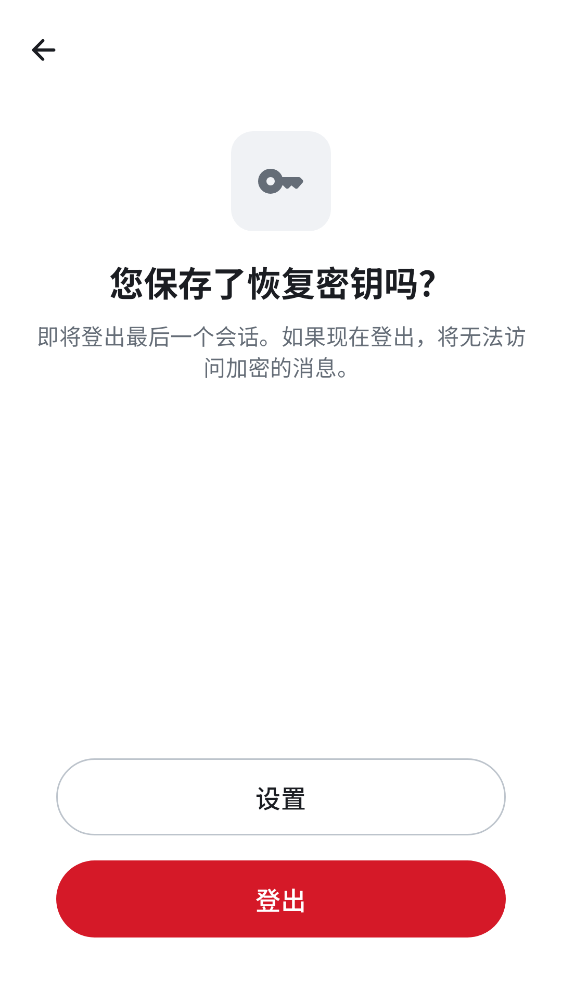 您保存了恢复密钥吗？
即将登出最后一个会话。如果现在登出，将无法访
问加密的消息。
设置
登出